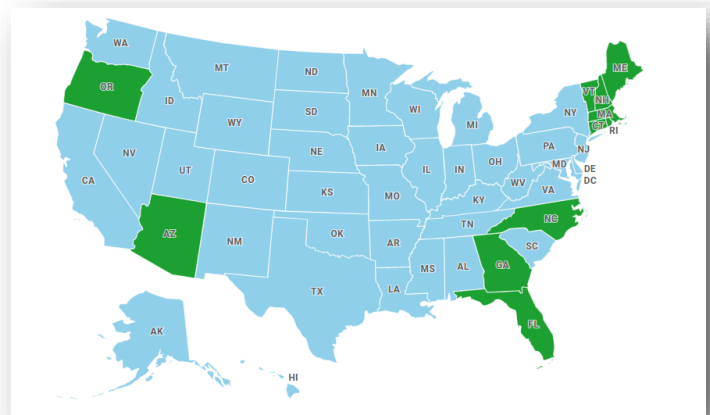 WA
ME
MT
ND
OR
VT
MN
NH
ID
SD
WI
NY
MA
WY
MI
CT
RI
IA
PA
NJ
NE
NV
OH
MD
DE
UT
IL
IN
CA
CO
WV
DC
KS
MO
VA
KY
NC
TN
AZ
OK
NM
AR
SC
MS
AL
GA
TX
LA
FL
AK
HI